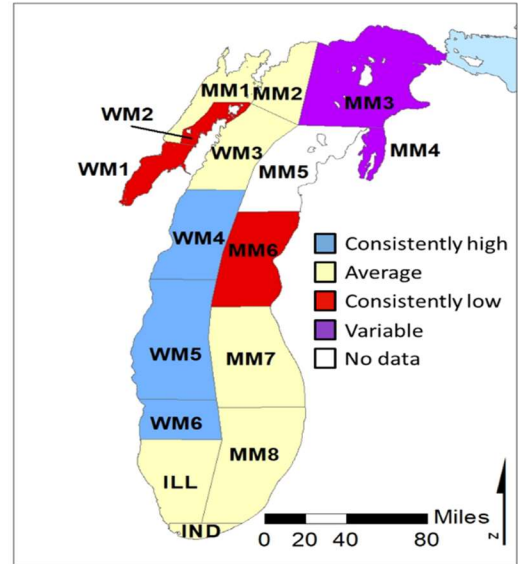 MM1
MM2
MM3
WM2
WM3
MM4
WM1
MM5
WM4
MM6
Consistently high
Average
Consistently low
Variable
No data
WM5
MM7
WM6
MM8
ILL
IND
Miles
0 20 40 80
N